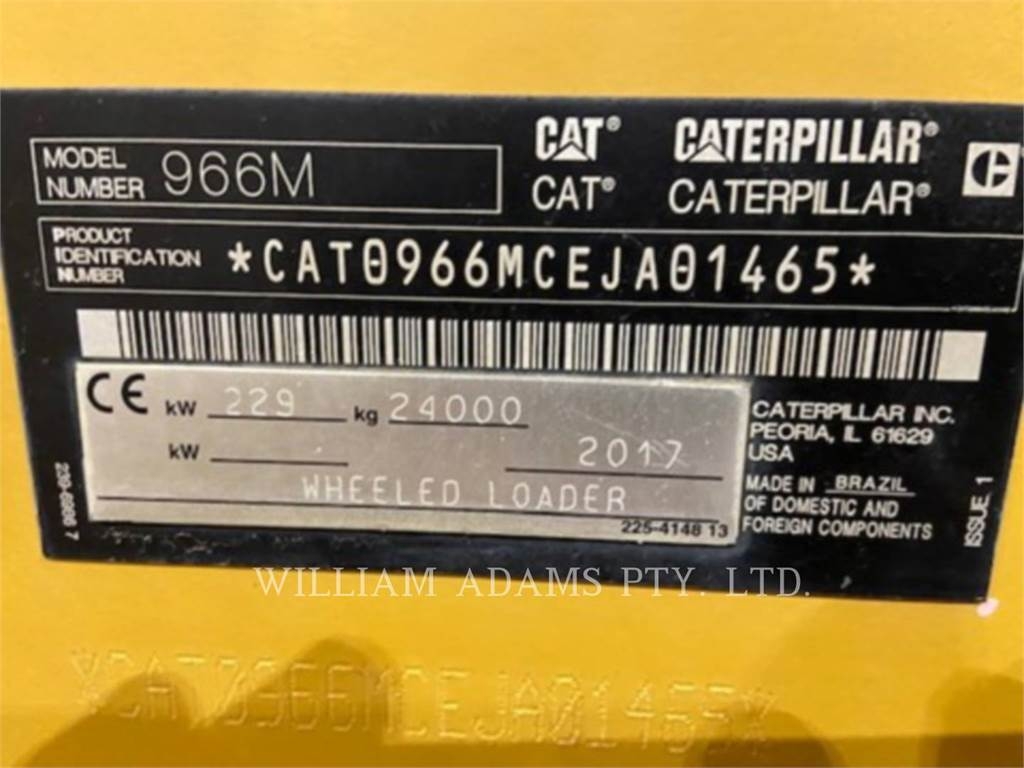 MODEL NUMBER 966M
CAT® CATERPILLAR®
CAT® CATERPILLAR®
PRODUCT IDENTIFICATION NUMBER *CAT0966MCEJA01465*
CE kW 229 kg 24000
kW 2017
WHEELED LOADER
225-4148 13
CATERPILLAR INC.
PEORIA, IL 61629
USA
MADE IN BRAZIL
OF DOMESTIC AND
FOREIGN COMPONENTS
ISSUE 1
WILLIAM ADAMS PTY. LTD.
*CAT0966MCEJA01465*